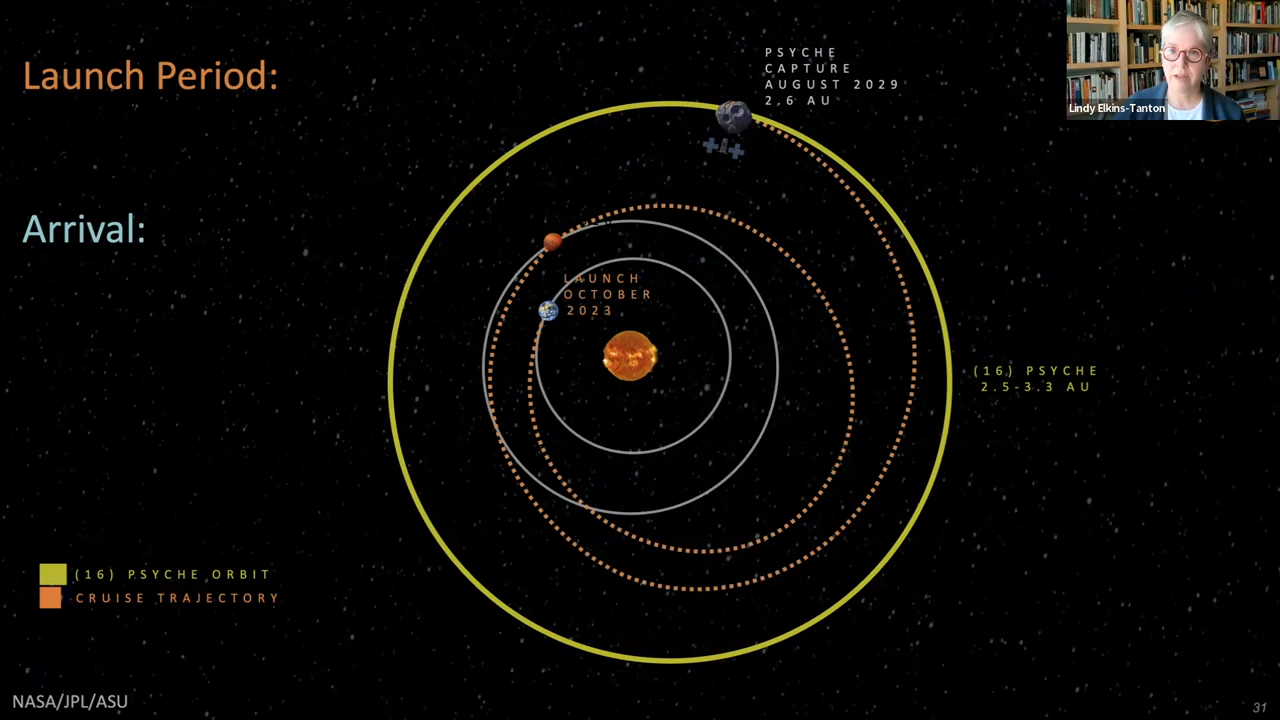 Launch Period:
PSYCHE
CAPTURE
AUGUST 2029
2.6 AU
Lindy Elkins-Tanton
Arrival:
LAUNCH
OCTOBER
2023
(16) PSYCHE
2.5-3.3 AU
(16) PSYCHE ORBIT
CRUISE TRAJECTORY
NASA/JPL/ASU
31